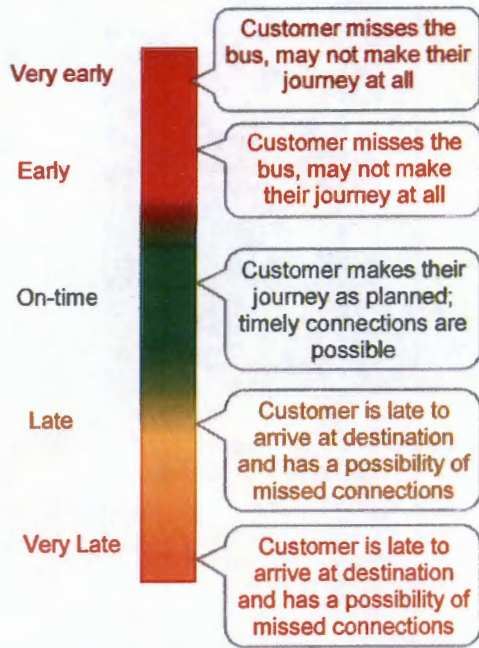 Very early
Customer misses the
bus, may not make their
journey at all
Early
Customer misses the
bus, may not make
their journey at all
On-time
Customer makes their
journey as planned;
timely connections are
possible
Late
Customer is late to
arrive at destination
and has a possibility of
missed connections
Very Late
Customer is late to
arrive at destination
and has a possibility of
missed connections